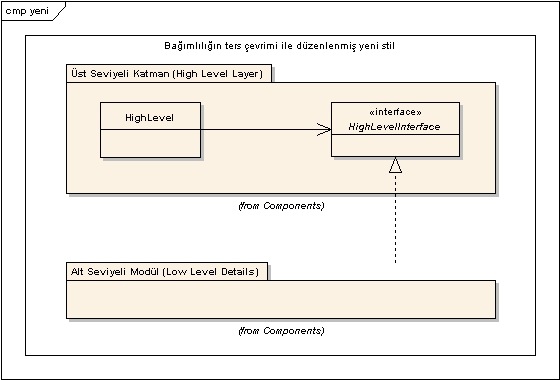 cmp yeni
Bağımlılığın ters çevrimi ile düzenlenmiş yeni stil
Üst Seviyeli Katman (High Level Layer)
HighLevel
«interface»
HighLevelInterface
(from Components)
Alt Seviyeli Modül (Low Level Details)
(from Components)